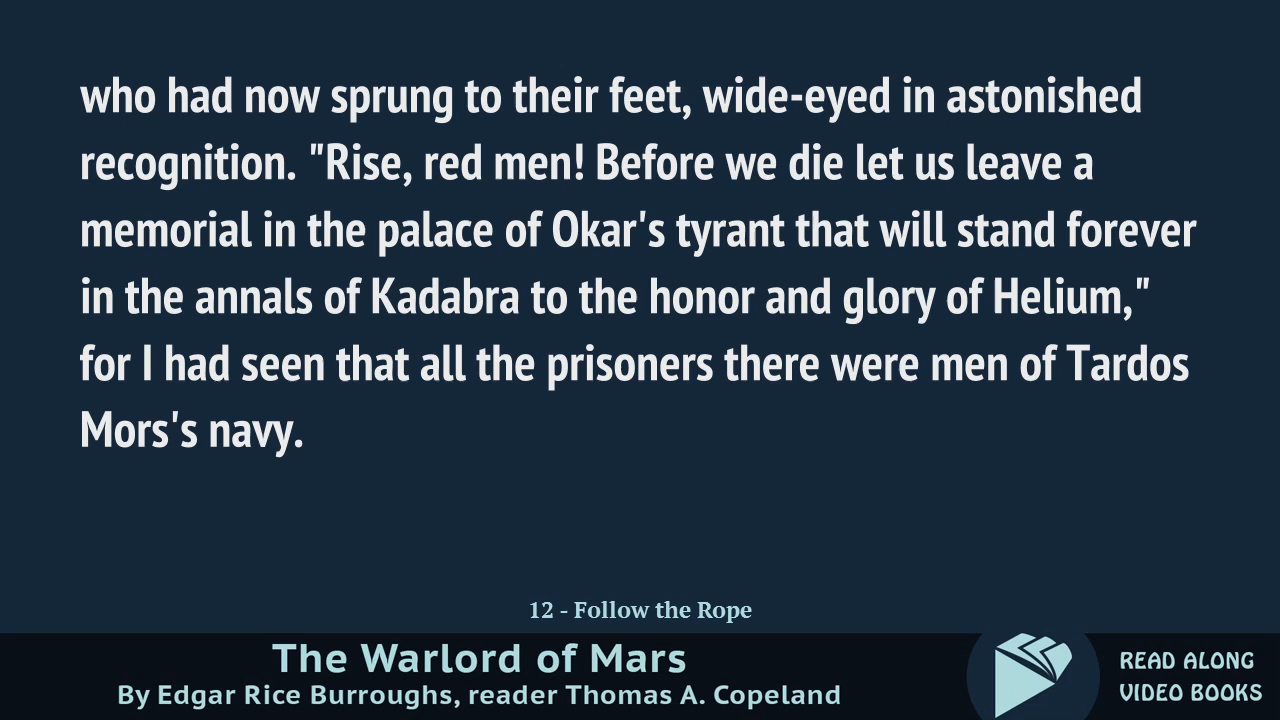 who had now sprung to their feet, wide-eyed in astonished
recognition. "Rise, red men! Before we die let us leave a
memorial in the palace of Okar's tyrant that will stand forever
in the annals of Kadabra to the honor and glory of Helium,"
for I had seen that all the prisoners there were men of Tardos
Mors's navy.
12 - Follow the Rope
The Warlord of Mars
By Edgar Rice Burroughs, reader Thomas A. Copeland
READ ALONG
VIDEO BOOKS